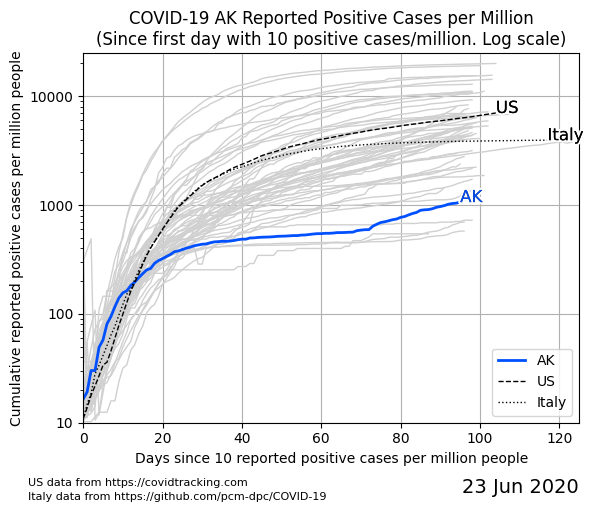 COVID-19 AK Reported Positive Cases per Million
(Since first day with 10 positive cases/million. Log scale)
Cumulative reported positive cases per million people
10000
1000
100
10
US
Italy
AK
AK
US
Italy
0
20
40
60
80
100
120
Days since 10 reported positive cases per million people
US data from https://covidtracking.com
Italy data from https://github.com/pcm-dpc/COVID-19
23 Jun 2020